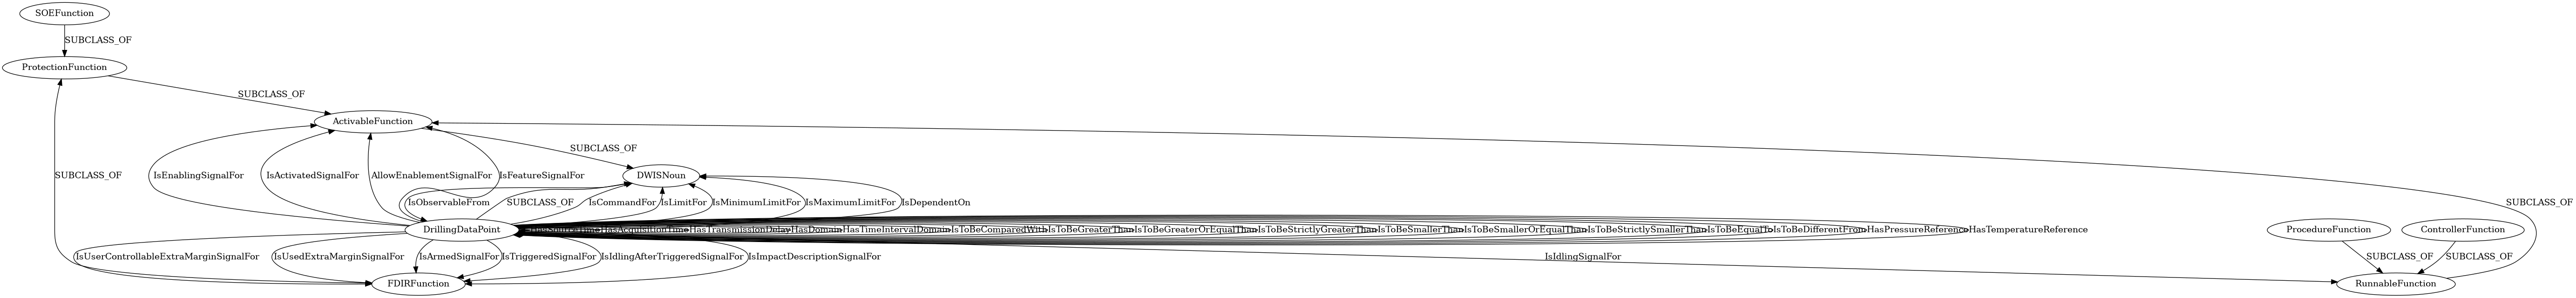 SOEFunction
SUBCLASS_OF
ProtectionFunction
SUBCLASS_OF
ActivableFunction
SUBCLASS_OF
DWISNoun
SUBCLASS_OF
IsEnablingSignalFor
IsActivatedSignalFor
AllowEnablementSignalFor
IsFeatureSignalFor
IsObservableFrom
SUBCLASS_OF
IsCommandFor
IsLimitFor
IsMinimumLimitFor
IsMaximumLimitFor
IsDependentOn
SUBCLASS_OF
DrillingDataPoint
HasAcquisitionTime
HasTransmissionDelay
HasDomain
HasTimeIntervalDomain
IsToBeComparedWith
IsToBeGreaterThan
IsToBeGreaterOrEqualThan
IsToBeStrictlyGreaterThan
IsToBeSmallerThan
IsToBeSmallerOrEqualThan
IsToBeStrictlySmallerThan
IsToBeEqualTo
IsToBeDifferentFrom
HasPressureReference
HasTemperatureReference
ProcedureFunction
ControllerFunction
IsUserControllableExtraMarginSignalFor
IsUsedExtraMarginSignalFor
IsArmedSignalFor
IsTriggeredSignalFor
IsIdlingAfterTriggeredSignalFor
IsImpactDescriptionSignalFor
IsIdlingSignalFor
SUBCLASS_OF
SUBCLASS_OF
FDIRFunction
RunnableFunction